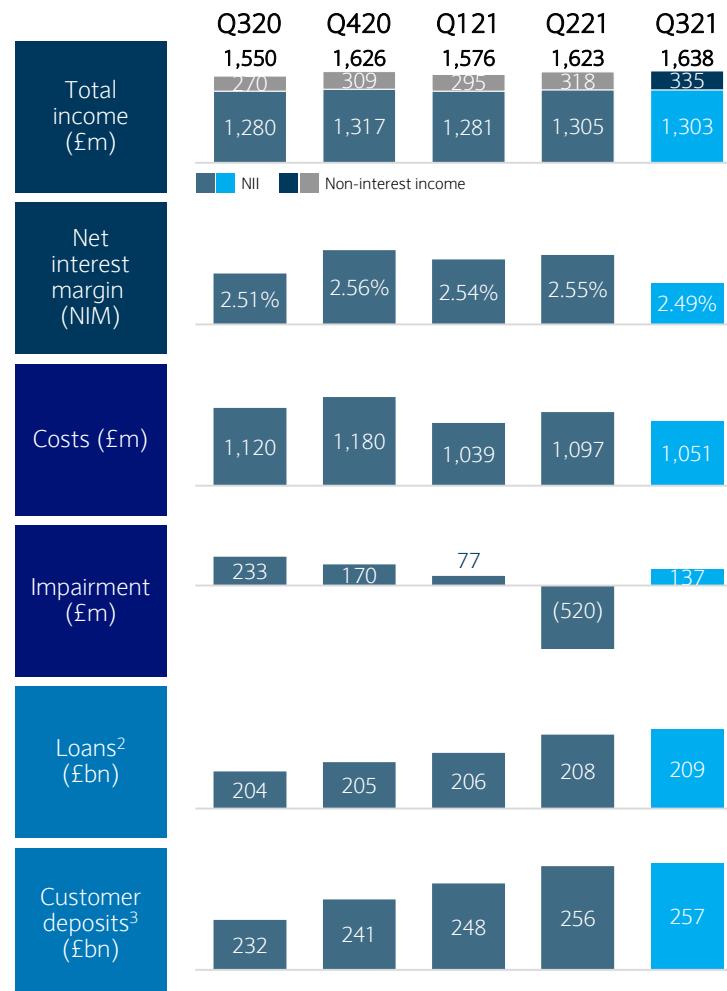 Q320 Q420 Q121 Q221 Q321
1,550 1,626 1,576 1,623 1,638
270 309 295 318 335
Total
income
(£m)
1,280 1,317 1,281 1,305 1,303
NII Non-interest income
Net
interest
margin
(NIM)
2.51% 2.56% 2.54% 2.55% 2.49%
Costs (£m)
1,120 1,180 1,039 1,097 1,051
Impairment
(£m)
233 170 77 (520) 137
Loans²
(£bn)
204 205 206 208 209
Customer
deposits³
(£bn)
232 241 248 256 257